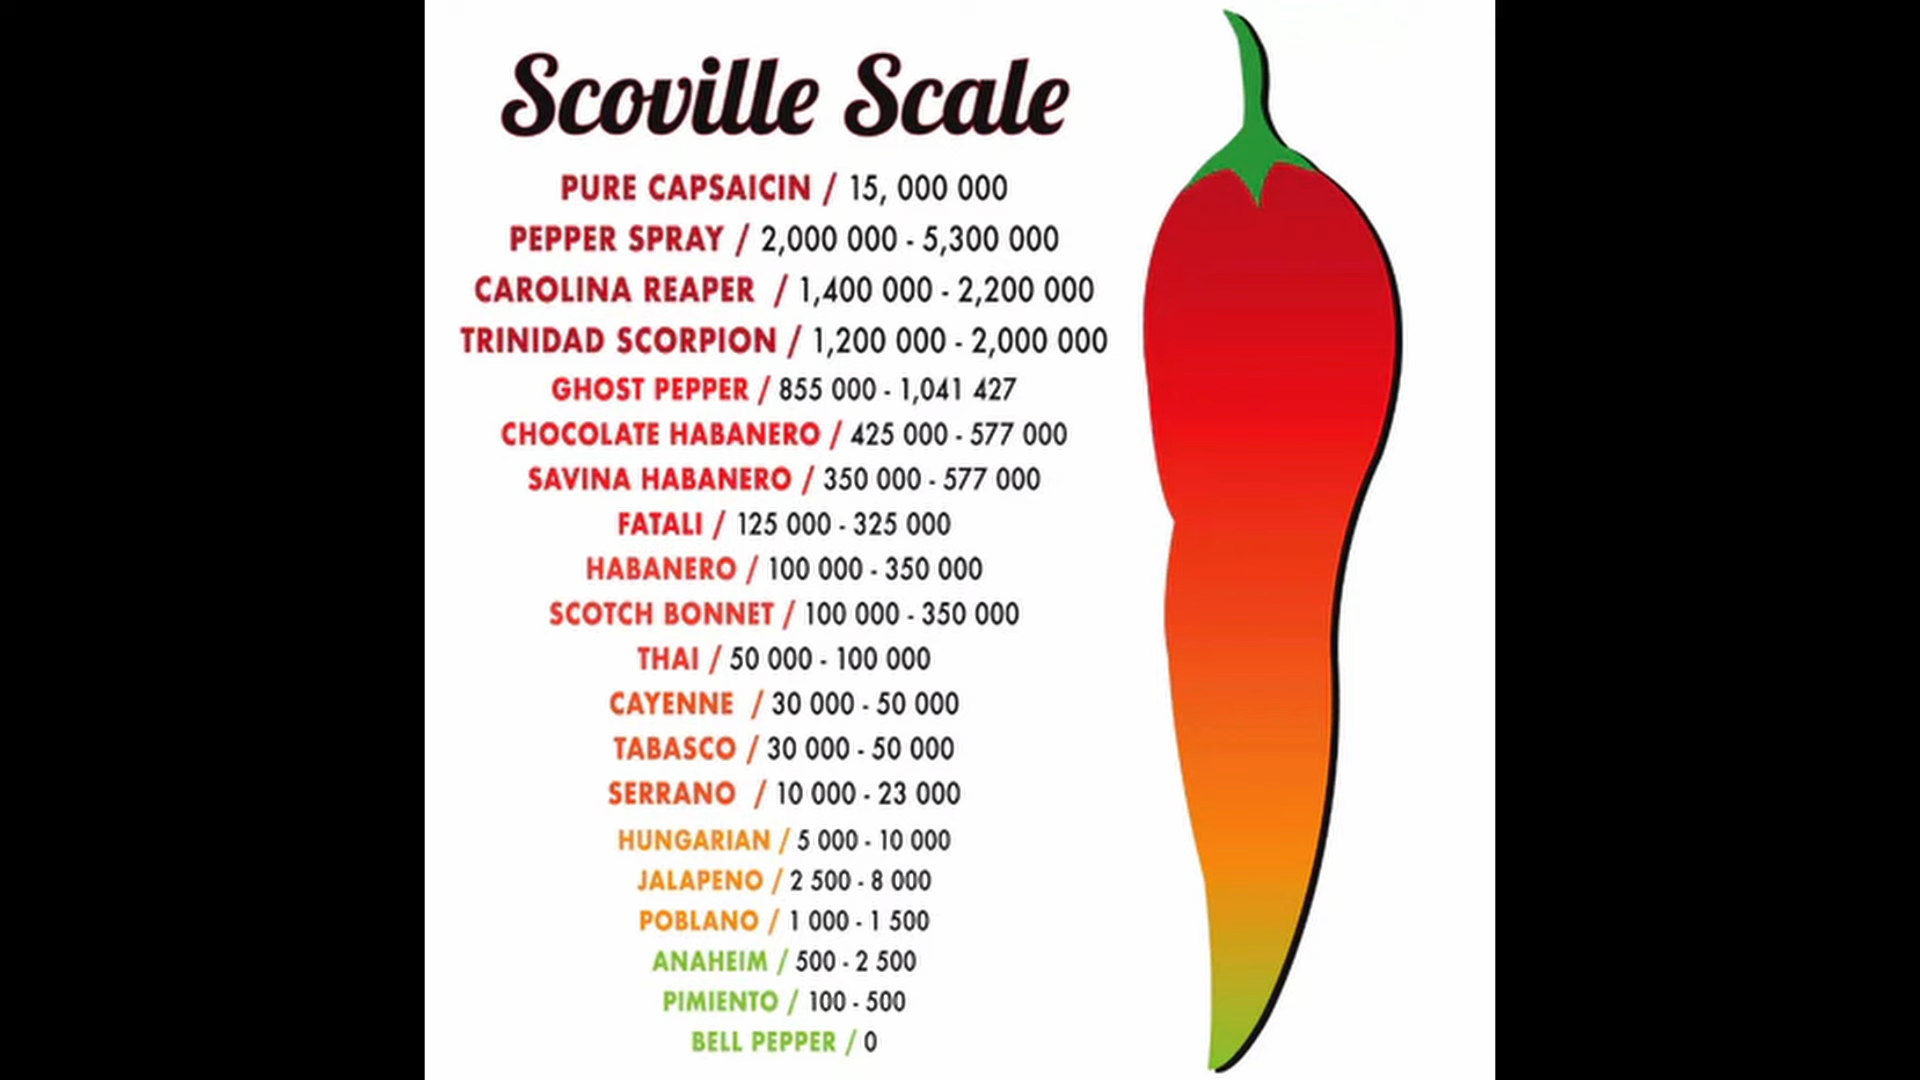 Scoville Scale
PURE CAPSAICIN / 15, 000 000
PEPPER SPRAY / 2,000 000 - 5,300 000
CAROLINA REAPER / 1,400 000 - 2,200 000
TRINIDAD SCORPION / 1,200 000 - 2,000 000
GHOST PEPPER / 855 000 - 1,041 427
CHOCOLATE HABANERO / 425 000 - 577 000
SAVINA HABANERO / 350 000 - 577 000
FATALI / 125 000 - 325 000
HABANERO / 100 000 - 350 000
SCOTCH BONNET / 100 000 - 350 000
THAI / 50 000 - 100 000
CAYENNE / 30 000 - 50 000
TABASCO / 30 000 - 50 000
SERRANO / 10 000 - 23 000
HUNGARIAN / 5 000 - 10 000
JALAPENO / 2 500 - 8 000
POBLANO / 1 000 - 1 500
ANAHEIM / 500 - 2 500
PIMIENTO / 100 - 500
BELL PEPPER / 0